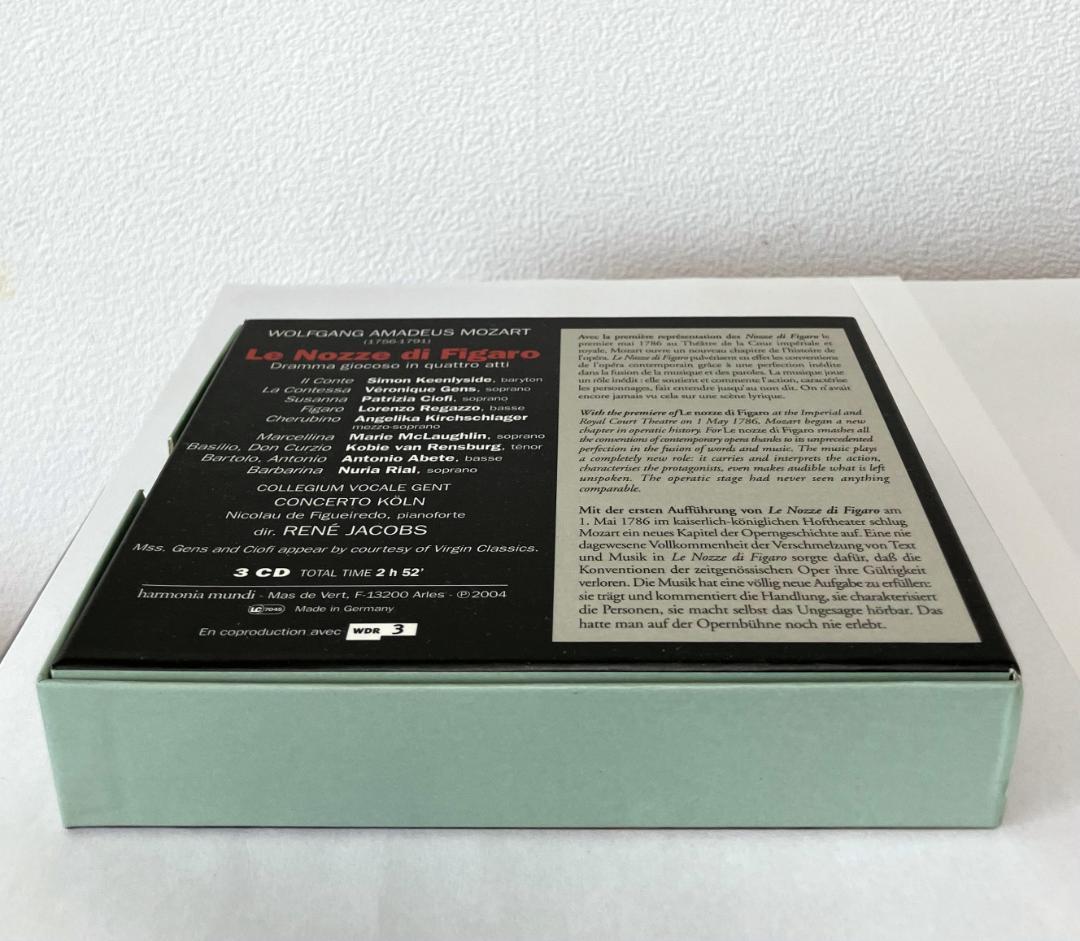 WOLFGANG AMADEUS MOZART
(1756-1791)
Le Nozze di Figaro
Dramma giocoso in quattro atti
Il Conte Simon Keenlyside, baryton
La Contessa Véronique Gens, soprano
Susanna Patrizia Ciofi, soprano
Figaro Lorenzo Regazzo, basse
Cherubino Angelika Kirchschlager
mezzo-soprano
Marcellina Marie McLaughlin, soprano
Basilio, Don Curzio Kobie van Rensburg, ténor
Bartolo, Antonio Antonio Abete, basse
Barbarina Nuria Rial, soprano
COLLEGIUM VOCALE GENT
CONCERTO KÖLN
Nicolau de Figueiredo, pianoforte
dir. RENÉ JACOBS
Mss. Gens and Ciofi appear by courtesy of Virgin Classics.
3 CD TOTAL TIME 2 h 52'
harmonia mundi - Mas de Vert, F-13200 Arles - ℗ 2004
LC 7045 Made in Germany
En coproduction avec WDR 3
Avec la première représentation des Nozze di Figaro le
premier mai 1786 au Théâtre de la Cour impériale et
royale, Mozart ouvre un nouveau chapitre de l'histoire de
l'opéra. Le Nozze di Figaro pulvérisent en effet les conventions
de l'opéra contemporain grâce à une perfection inédite
dans la fusion de la musique et des paroles. La musique joue
un rôle inédit : elle soutient et commente l'action, caractérise
les personnages, fait entendre jusqu'au non dit. On n'avait
encore jamais vu cela sur une scène lyrique.
With the premiere of Le nozze di Figaro at the Imperial and
Royal Court Theatre on 1 May 1786, Mozart began a new
chapter in operatic history. For Le nozze di Figaro smashes all
the conventions of contemporary opera thanks to its unprecedented
perfection in the fusion of words and music. The music plays
a completely new role: it carries and interprets the action,
characterises the protagonists, even makes audible what is left
unspoken. The operatic stage had never seen anything
comparable.
Mit der ersten Aufführung von Le Nozze di Figaro am
1. Mai 1786 im kaiserlich-königlichen Hoftheater schlug
Mozart ein neues Kapitel der Operngeschichte auf. Eine nie
dagewesene Vollkommenheit der Verschmelzung von Text
und Musik in Le Nozze di Figaro sorgte dafür, daß die
Konventionen der zeitgenössischen Oper ihre Gültigkeit
verloren. Die Musik hat eine völlig neue Aufgabe zu erfüllen:
sie trägt und kommentiert die Handlung, sie charakterisiert
die Personen, sie macht selbst das Ungesagte hörbar. Das
hatte man auf der Opernbühne noch nie erlebt.